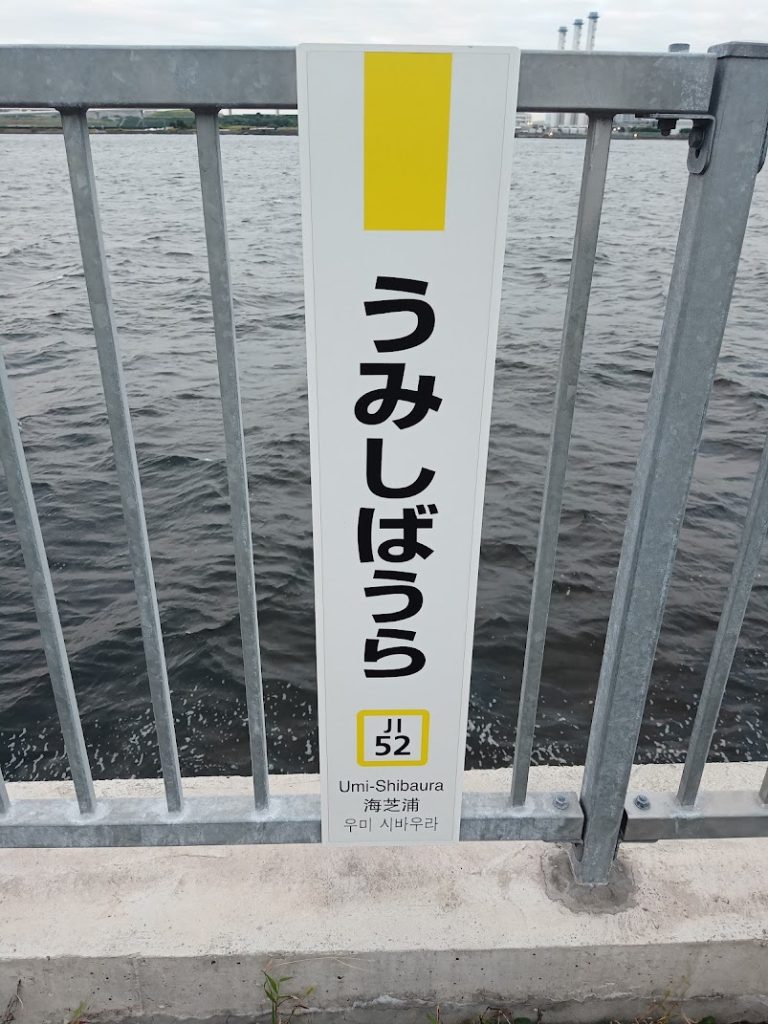 うみしばうら
JI
52
Umi-Shibaura
海芝浦
우미 시바우라